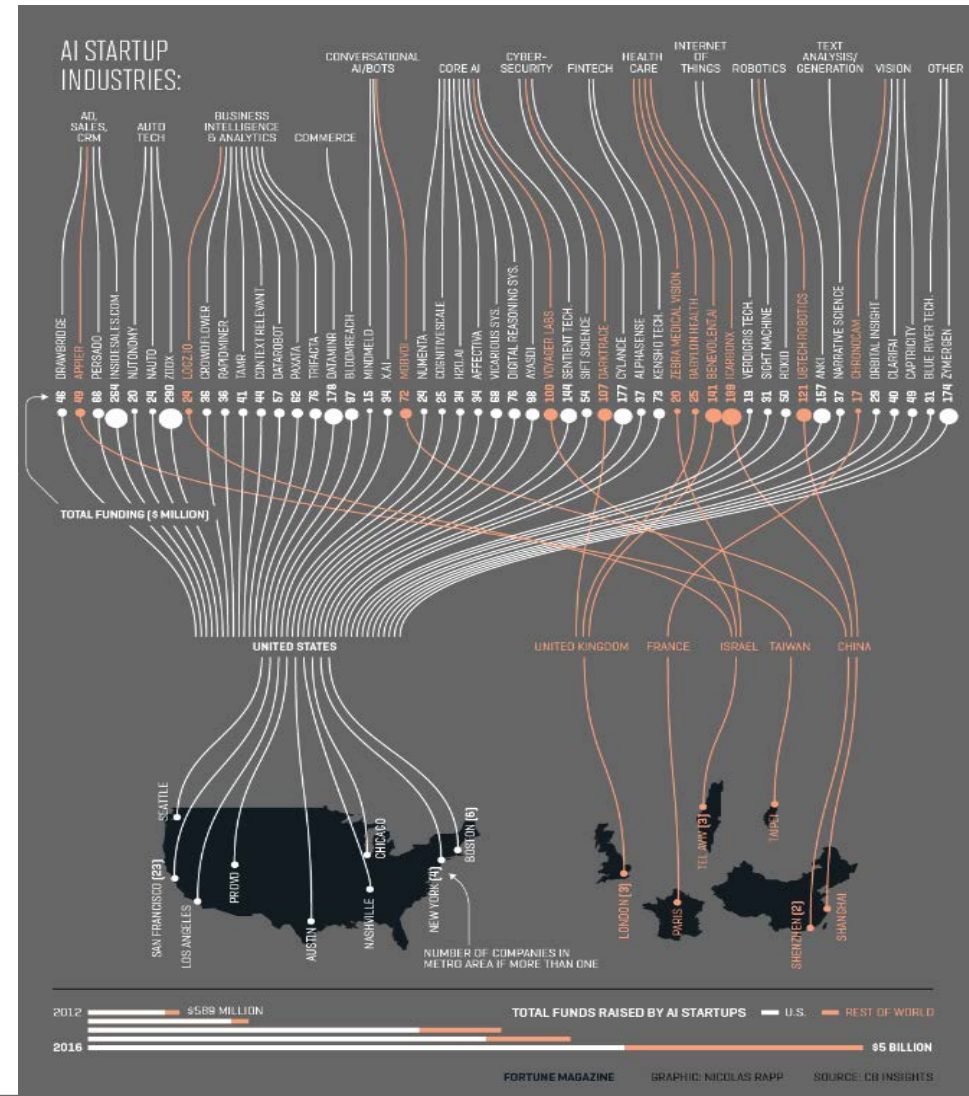 AI STARTUP
INDUSTRIES:
AD,
SALES,
CRM
AUTO
TECH
BUSINESS
INTELLIGENCE
& ANALYTICS
COMMERCE
CONVERSATIONAL
AI/BOTS
CORE AI
CYBER-
SECURITY
FINTECH
HEALTH
CARE
INTERNET
OF
THINGS
ROBOTICS
TEXT
ANALYSIS/
GENERATION
VISION
OTHER
46 DRAWBRIDGE
49 APPIER
66 PERSADO
264 INSIDESALES.COM
20 NUTONOMY
24 NAUTO
290 ZOOX
24 LOGZ.IO
36 CROWDFLOWER
36 RAPIDMINER
41 TAMR
44 CONTEXT RELEVANT
57 DATAROBOT
62 PAXATA
76 TRIFACTA
178 DATAMINR
97 BLOOMREACH
15 MINDMELD
34 X.AI
72 MOBVOI
24 NUMENTA
25 COGNITIVESCALE
34 H2O.AI
34 AFFECTIVA
68 VICARIOUS SYS.
76 DIGITAL REASONING SYS.
98 AYASDI
100 VOYAGER LABS
144 SENTIENT TECH.
54 SIFT SCIENCE
107 DARKTRACE
177 CYLANCE
37 ALPHASENSE
73 KENSHO TECH.
20 ZEBRA MEDICAL VISION
25 BABYLON HEALTH
141 BENEVOLENT.AI
199 ICARBONX
19 VERDIGRIS TECH.
31 SIGHT MACHINE
50 ROKID
121 UBTECH ROBOTICS
157 ANKI
37 NARRATIVE SCIENCE
17 CHRONOCAM
29 ORBITAL INSIGHT
40 CLARIFAI
49 CAPTRICITY
31 BLUE RIVER TECH.
174 ZYMERGEN
TOTAL FUNDING ($ MILLION)
UNITED STATES
UNITED KINGDOM
FRANCE
ISRAEL
TAIWAN
CHINA
SEATTLE
SAN FRANCISCO (23)
LOS ANGELES
PROVO
AUSTIN
NASHVILLE
CHICAGO
NEW YORK (4)
BOSTON (6)
LONDON (3)
PARIS
TEL AVIV (3)
TAIPEI
SHENZHEN (2)
SHANGHAI
NUMBER OF COMPANIES IN
METRO AREA IF MORE THAN ONE
2012 $589 MILLION
TOTAL FUNDS RAISED BY AI STARTUPS U.S. REST OF WORLD
2016 $5 BILLION
FORTUNE MAGAZINE GRAPHIC: NICOLAS RAPP SOURCE: CB INSIGHTS